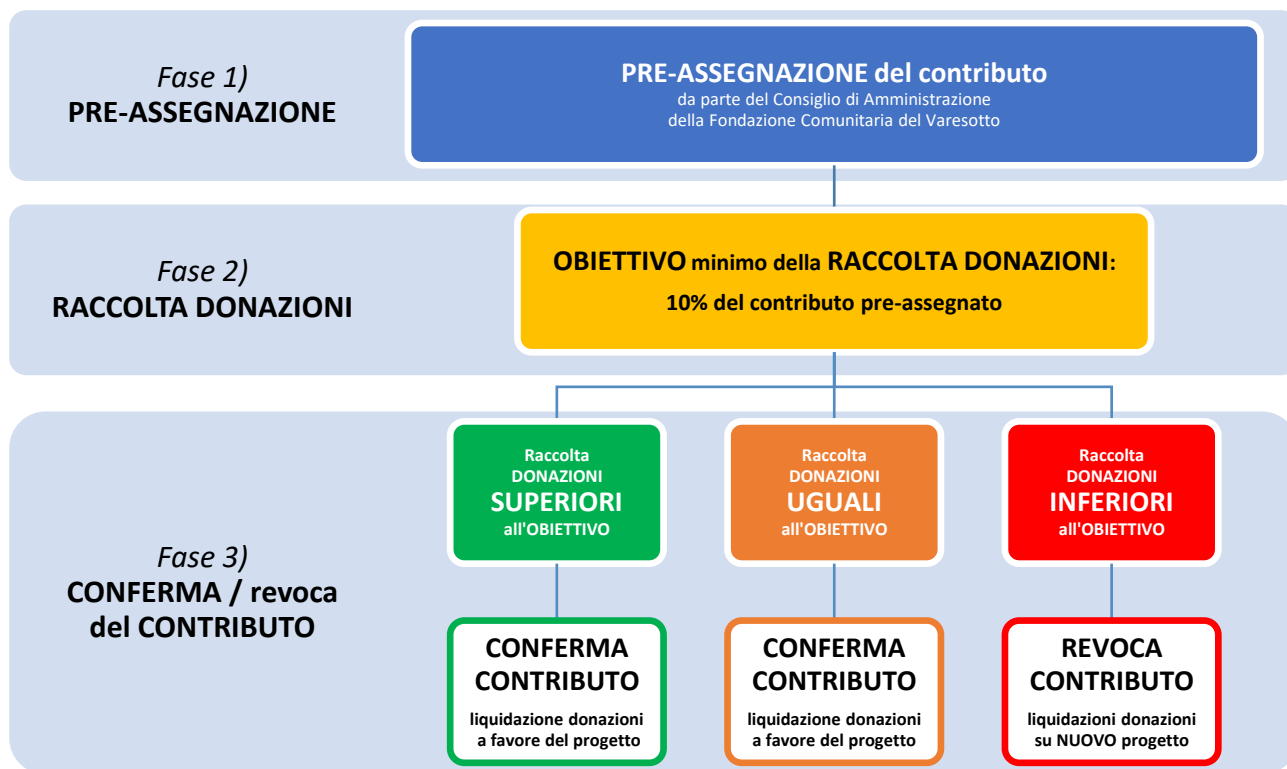 Fase 1)
PRE-ASSEGNAZIONE
PRE-ASSEGNAZIONE del contributo
da parte del Consiglio di Amministrazione
della Fondazione Comunitaria del Varesotto
Fase 2)
RACCOLTA DONAZIONI
OBIETTIVO minimo della RACCOLTA DONAZIONI:
10% del contributo pre-assegnato
Fase 3)
CONFERMA / revoca
del CONTRIBUTO
Raccolta
DONAZIONI
SUPERIORI
all'OBIETTIVO
Raccolta
DONAZIONI
UGUALI
all'OBIETTIVO
Raccolta
DONAZIONI
INFERIORI
all'OBIETTIVO
CONFERMA
CONTRIBUTO
liquidazione donazioni
a favore del progetto
CONFERMA
CONTRIBUTO
liquidazione donazioni
a favore del progetto
REVOCA
CONTRIBUTO
liquidazioni donazioni
su NUOVO progetto